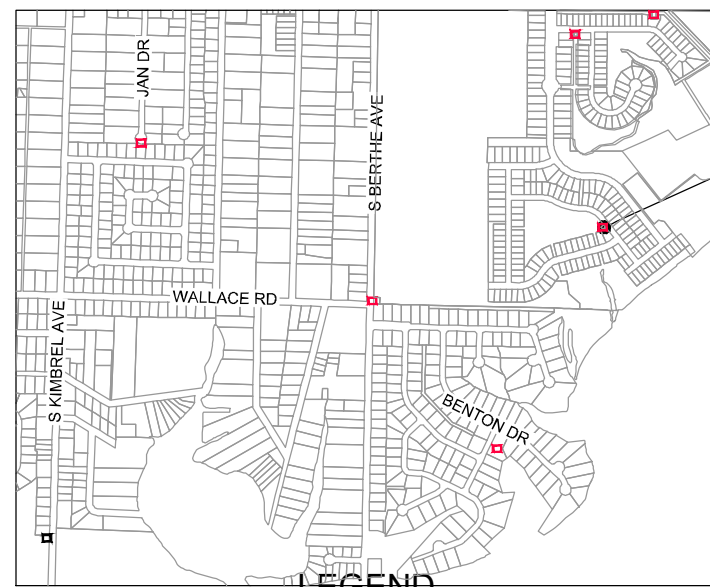 JAN DR
S BERTHE AVE
WALLACE RD
S KIMBREL AVE
BENTON DR
LEGEND